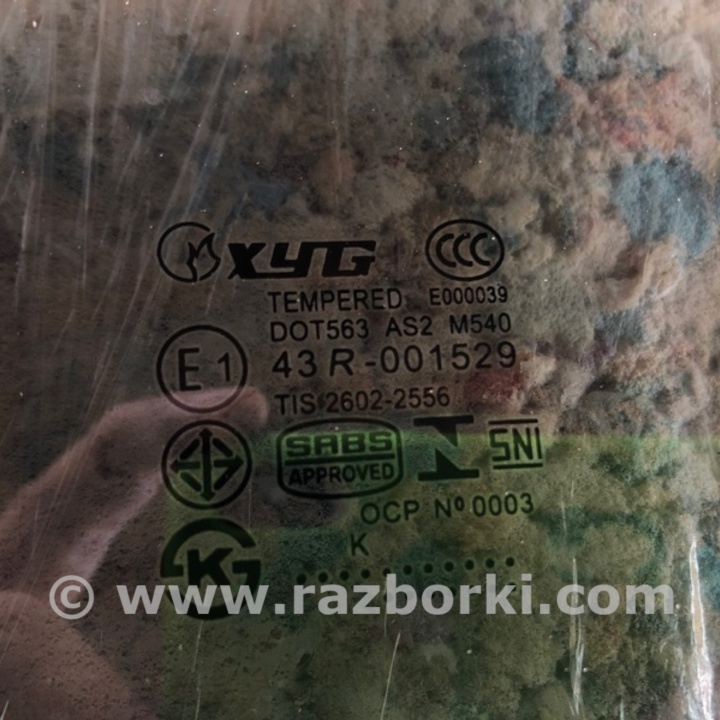 XYG CCC
TEMPERED E000039
DOT563 AS2 M540
E1 43R-001529
TIS 2602-2556
SABS
APPROVED
SNI
OCP Nº 0003
K
K
© www.razborki.com